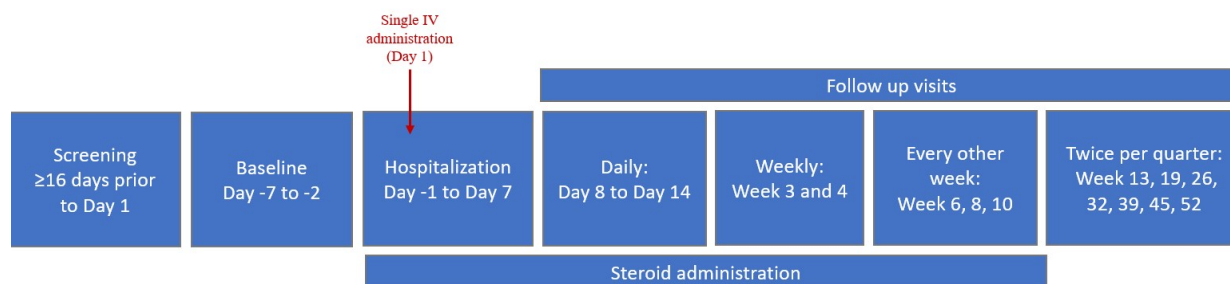 Single IV
administration
(Day 1)
Follow up visits
Screening
≥16 days prior
to Day 1
Baseline
Day -7 to -2
Hospitalization
Day -1 to Day 7
Daily:
Day 8 to Day 14
Weekly:
Week 3 and 4
Every other
week:
Week 6, 8, 10
Twice per quarter:
Week 13, 19, 26,
32, 39, 45, 52
Steroid administration